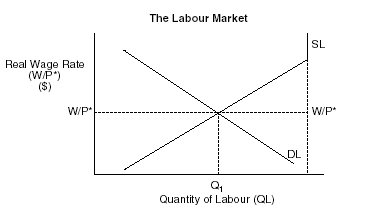 The Labour Market
SL
Real Wage Rate
(W/P*)
($)
W/P*
W/P*
DL
Q1
Quantity of Labour (QL)